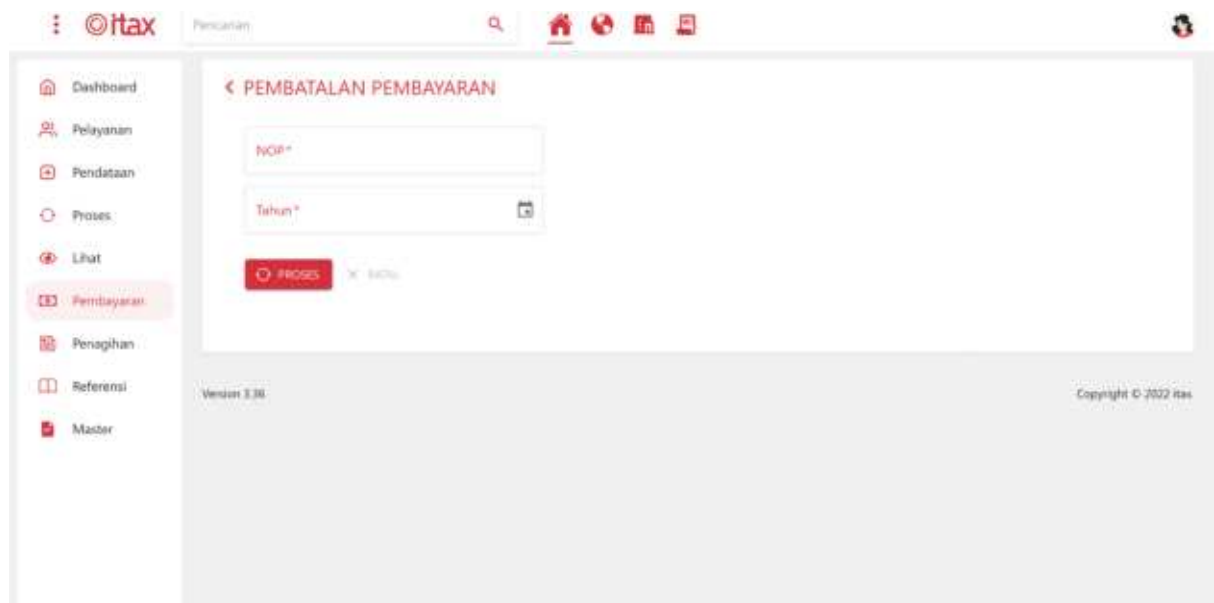 itax
Pencarian
Dashboard
Pelayanan
Pendataan
Proses
Lihat
Pembayaran
Penagihan
Referensi
Master
PEMBATALAN PEMBAYARAN
NOP*
Tahun*
PROSES
Version 3.36
Copyright © 2022 itax